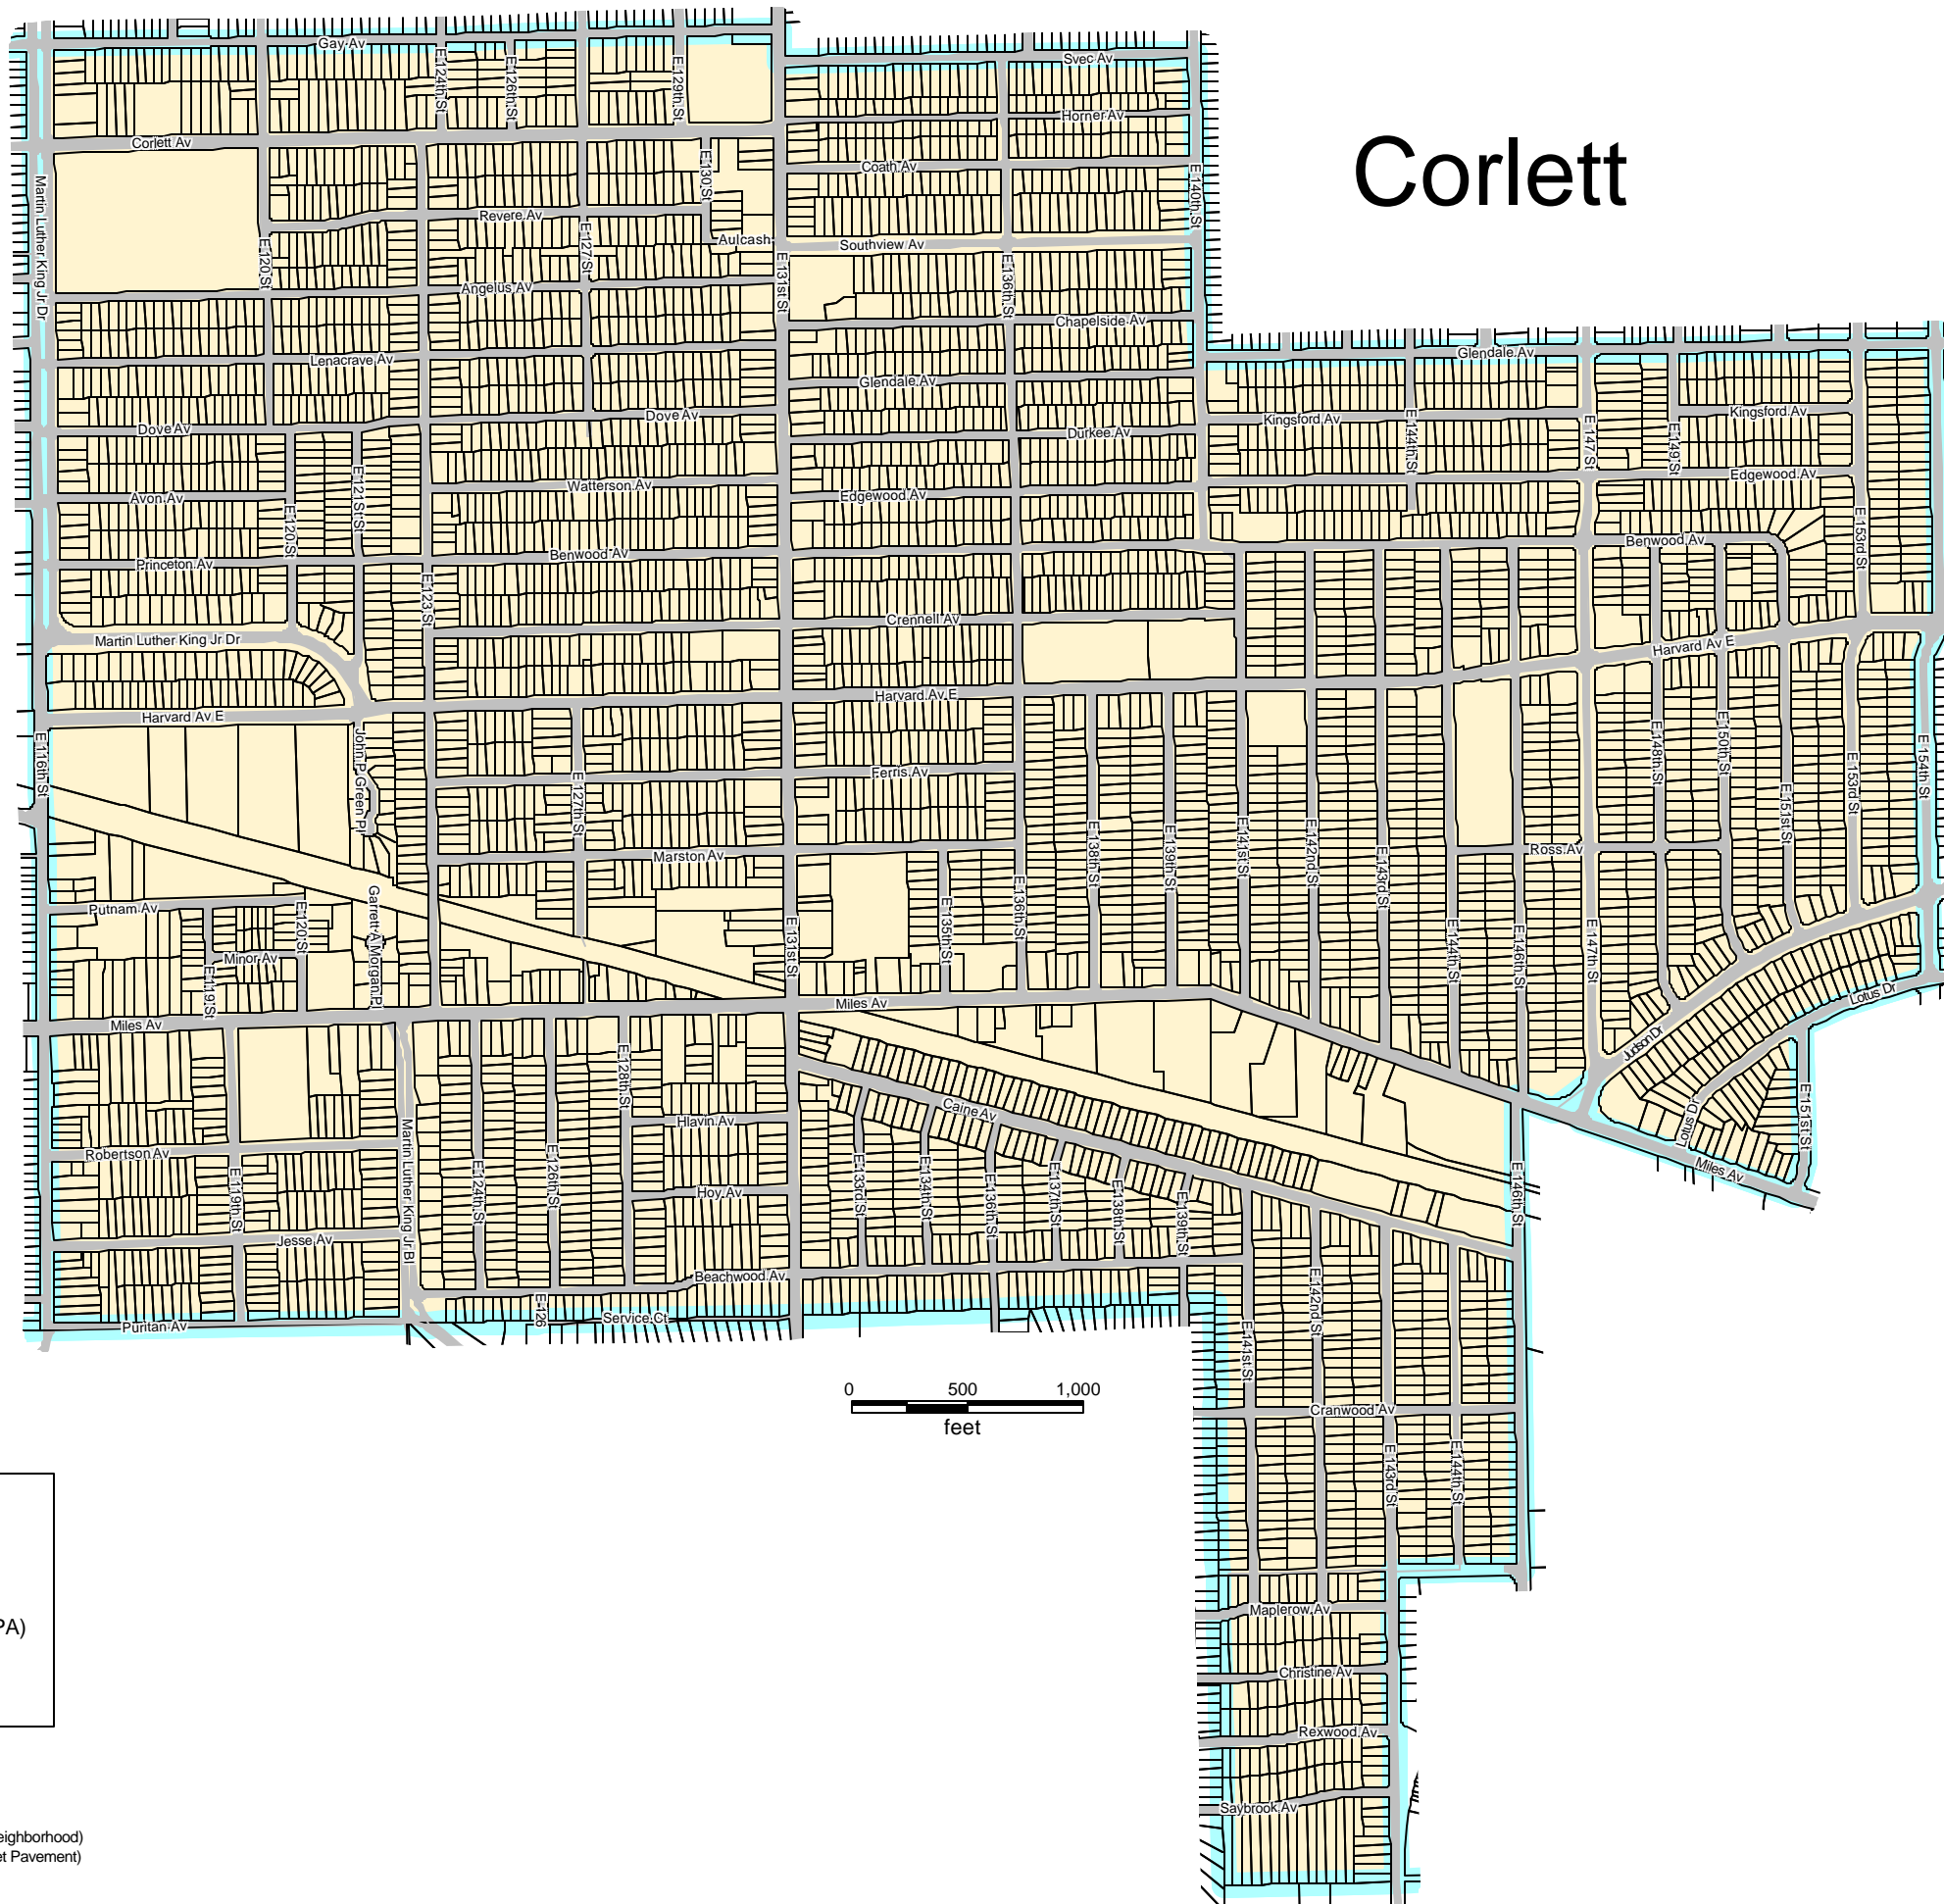 Corlett
Gay Av
E 124th St
E 126th St
E 129th St
Svec Av
Horner Av
Corlett Av
Coath Av
E 130 St
E 140th St
Martin Luther King Jr Dr
Revere Av
Aulcash
Southview Av
E 120 St
E 127 St
E 131st St
E 136th St
Angelus Av
Chapelside Av
Lenacrave Av
Glendale Av
Glendale Av
Dove Av
Dove Av
Durkee Av
Kingsford Av
E 144th St
E 147 St
E 149 St
Kingsford Av
Avon Av
E 121 St St
E 120 St
Watterson Av
Edgewood Av
Edgewood Av
E 153rd St
Princeton Av
Benwood Av
Benwood Av
E 123 St
Crennell Av
Martin Luther King Jr Dr
Harvard Av E
Harvard Av E
Harvard Av E
E 116th St
John P Green Pl
E 127th St
Ferris Av
E 148th St
E 150th St
E 151st St
E 153rd St
E 154th St
Marston Av
E 138th St
E 139th St
E 141st St
E 142nd St
E 143rd St
Ross Av
Putnam Av
E 120 St
Garrett A Morgan Pl
Minor Av
E 119 St
E 131st St
E 135th St
E 136th St
E 144th St
E 146th St
E 147th St
Miles Av
Miles Av
Lotus Dr
Judson Dr
E 128th St
Caine Av
Hlavin Av
Robertson Av
Martin Luther King Jr Bl
Lotus Dr
E 151st St
Miles Av
E 119th St
E 124th St
E 126th St
Hoy Av
E 133rd St
E 134th St
E 136th St
E 137th St
E 138th St
E 139th St
E 146th St
Jesse Av
Beachwood Av
Puritan Av
E 126
Service Ct
E 141st St
E 142nd St
0 500 1,000
feet
Cranwood Av
E 143rd St
E 144th St
Maplerow Av
PA)
Christine Av
Rexwood Av
Saybrook Av
eighborhood)
et Pavement)